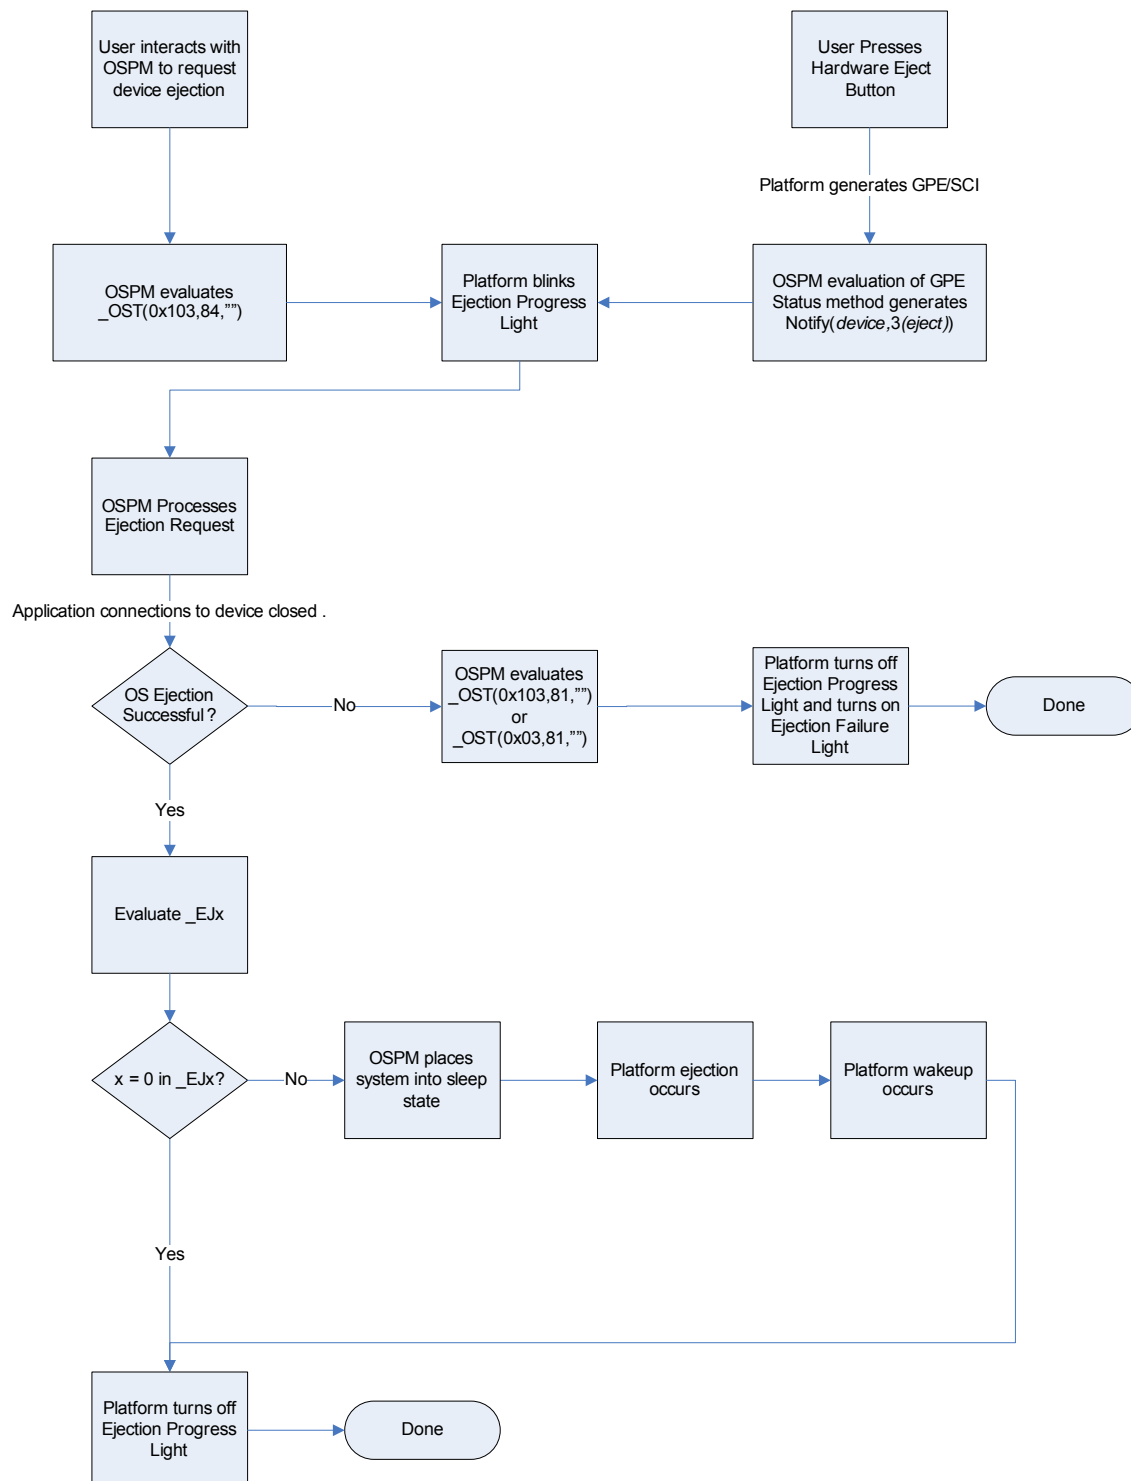 User interacts with
OSPM to request
device ejection
User Presses
Hardware Eject
Button
Platform generates GPE/SCI
OSPM evaluates
_OST(0x103,84,””)
Platform blinks
Ejection Progress
Light
OSPM evaluation of GPE
Status method generates
Notify(device,3(eject))
OSPM Processes
Ejection Request
Application connections to device closed .
OS Ejection
Successful?
No
OSPM evaluates
_OST(0x103,81,””)
or
_OST(0x03,81,””)
Platform turns off
Ejection Progress
Light and turns on
Ejection Failure
Light
Done
Yes
Evaluate _EJx
x = 0 in _EJx?
No
OSPM places
system into sleep
state
Platform ejection
occurs
Platform wakeup
occurs
Yes
Platform turns off
Ejection Progress
Light
Done